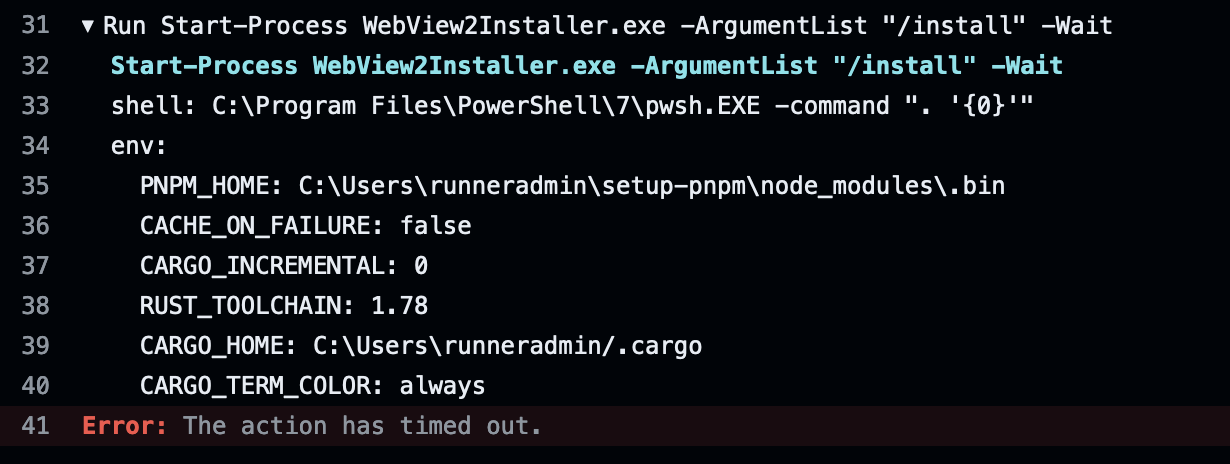 31 ▼ Run Start-Process WebView2Installer.exe -ArgumentList "/install" -Wait
32 Start-Process WebView2Installer.exe -ArgumentList "/install" -Wait
33 shell: C:\Program Files\PowerShell\7\pwsh.EXE -command ". '{0}'"
34 env:
35 PNPM_HOME: C:\Users\runneradmin\setup-pnpm\node_modules\.bin
36 CACHE_ON_FAILURE: false
37 CARGO_INCREMENTAL: 0
38 RUST_TOOLCHAIN: 1.78
39 CARGO_HOME: C:\Users\runneradmin/.cargo
40 CARGO_TERM_COLOR: always
41 Error: The action has timed out.